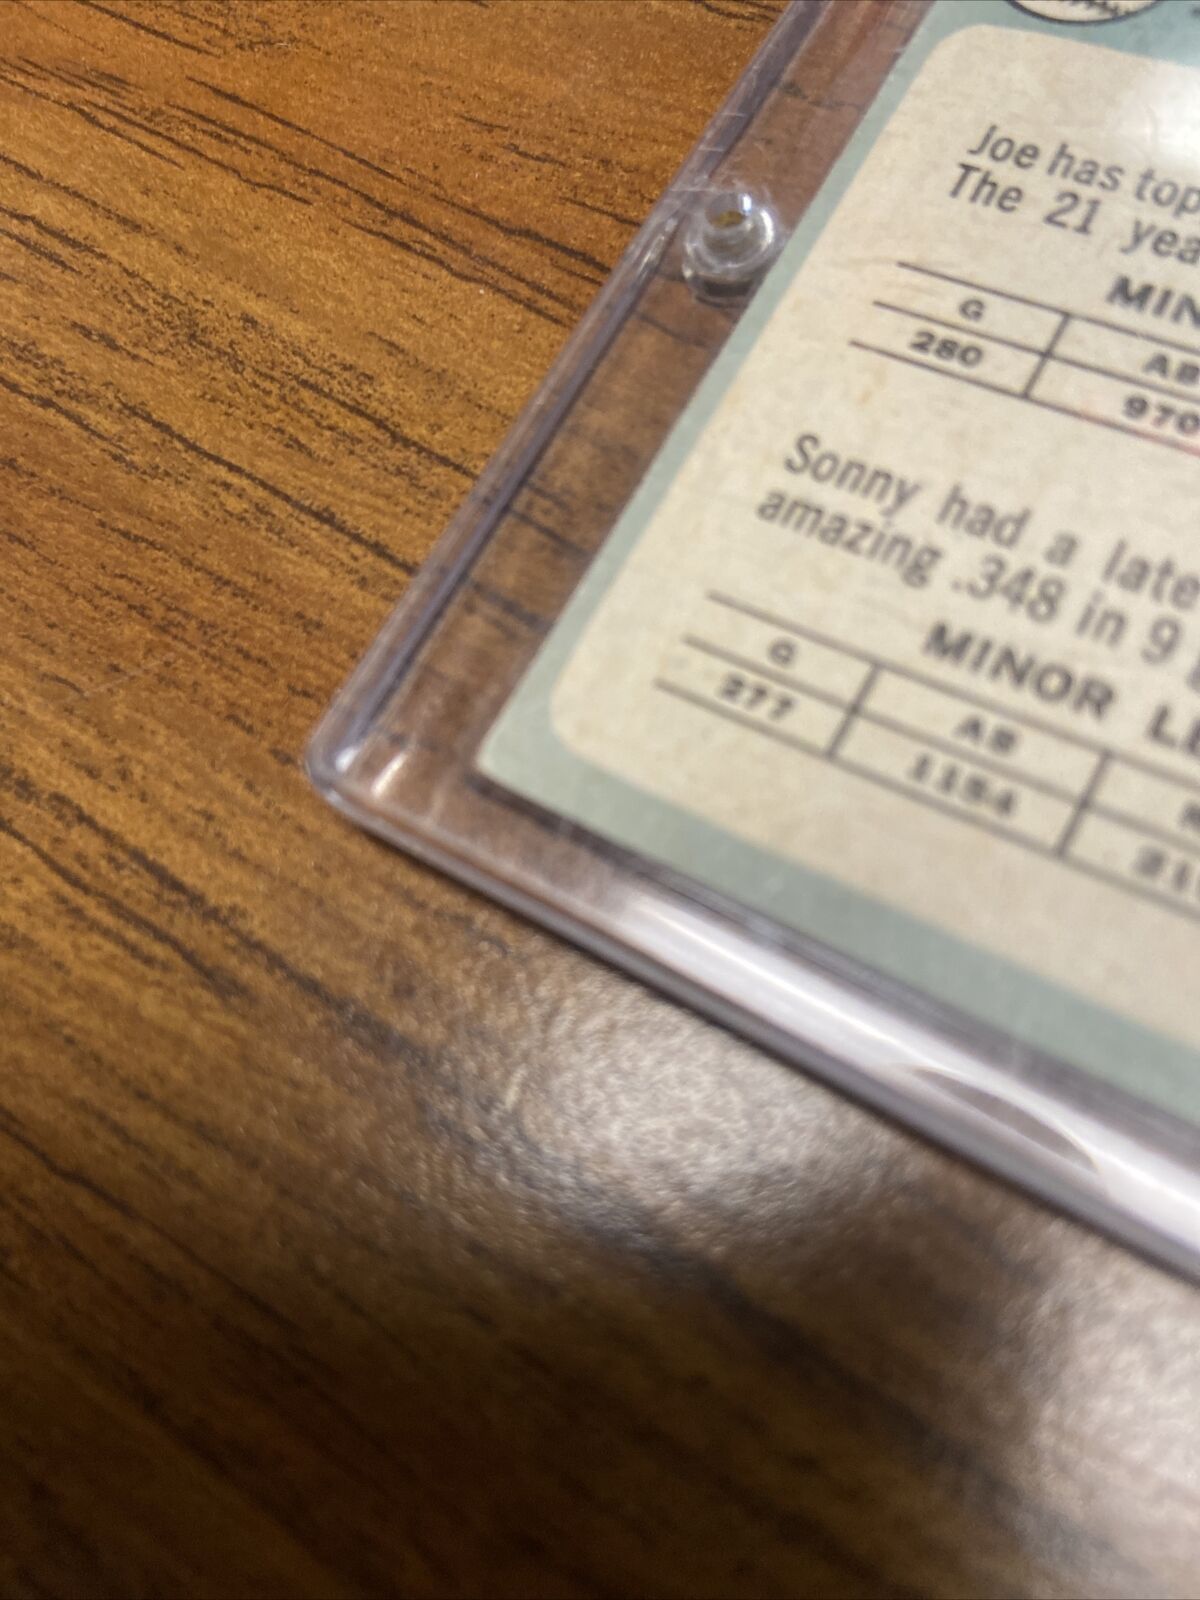 Joe has top
The 21 yea
MIN
G AB
280 970
Sonny had a late
amazing .348 in 9
MINOR LE
G AB
277 1154 21